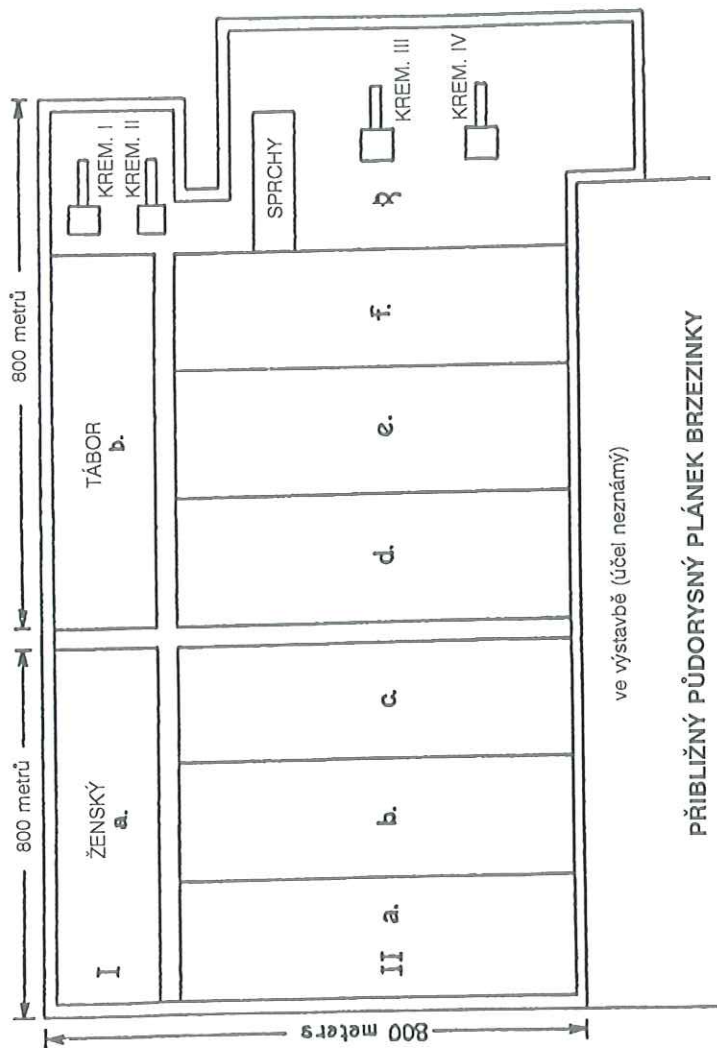 800 metrů
800 metrů
800 meters
I
ŽENSKÝ
a.
TÁBOR
b.
KREM. I
KREM. II
II
a.
b.
c.
d.
e.
f.
SPRCHY
KREM. III
KREM. IV
ve výstavbě (účel neznámý)
PŘIBLIŽNÝ PŮDORYSNÝ PLÁNEK BRZEZINKY